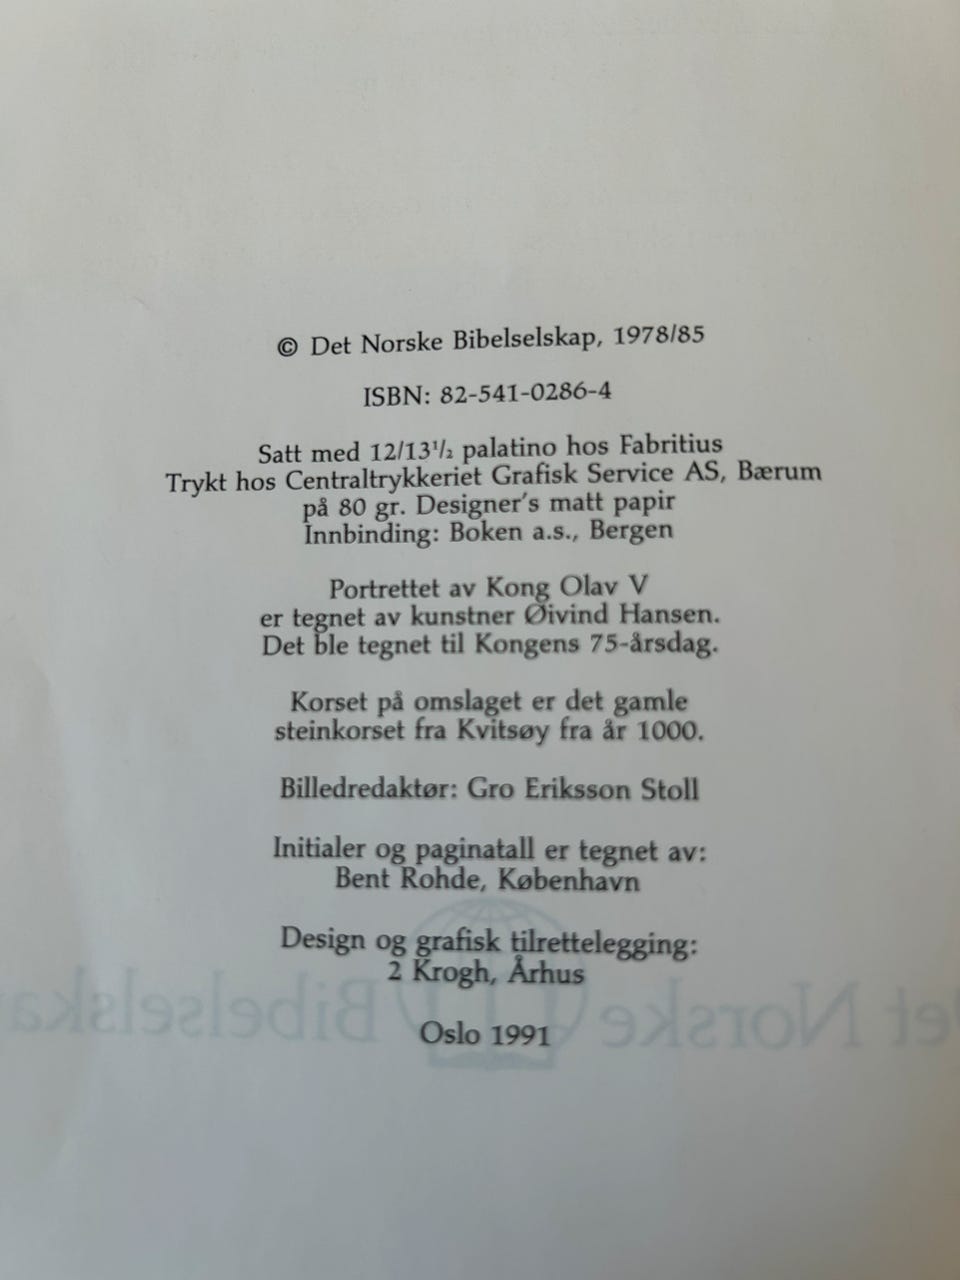 © Det Norske Bibelselskap, 1978/85
ISBN: 82-541-0286-4
Satt med 12/13¹/₂ palatino hos Fabritius
Trykt hos Centraltrykkeriet Grafisk Service AS, Bærum
på 80 gr. Designer's matt papir
Innbinding: Boken a.s., Bergen
Portrettet av Kong Olav V
er tegnet av kunstner Øivind Hansen.
Det ble tegnet til Kongens 75-årsdag.
Korset på omslaget er det gamle
steinkorset fra Kvitsøy fra år 1000.
Billedredaktør: Gro Eriksson Stoll
Initialer og paginatall er tegnet av:
Bent Rohde, København
Design og grafisk tilrettelegging:
2 Krogh, Århus
et Norske Bibelselska
Oslo 1991